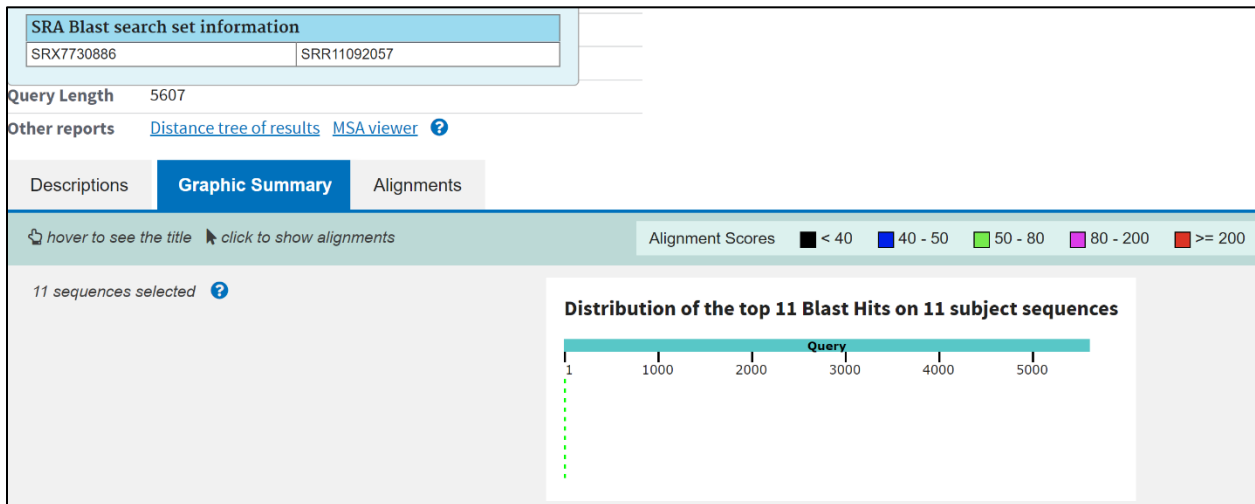 SRA Blast search set information
SRX7730886 SRR11092057
Query Length 5607
Other reports Distance tree of results MSA viewer ?
Descriptions Graphic Summary Alignments
hover to see the title click to show alignments Alignment Scores < 40 40 - 50 50 - 80 80 - 200 >= 200
11 sequences selected ?
Distribution of the top 11 Blast Hits on 11 subject sequences
Query
1 1000 2000 3000 4000 5000